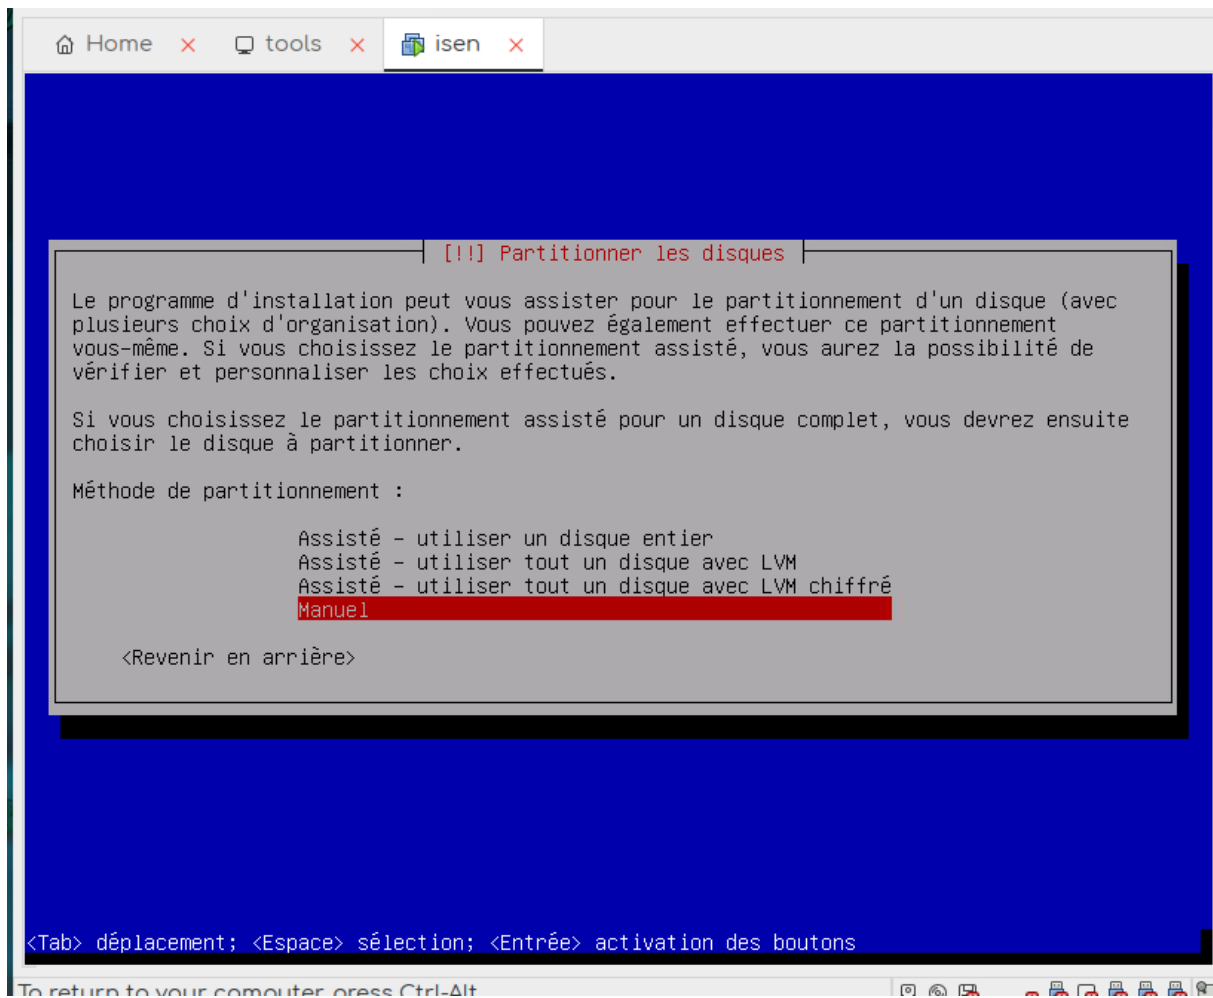 Home
tools
isen
[!!] Partitionner les disques
Le programme d'installation peut vous assister pour le partitionnement d'un disque (avec
plusieurs choix d'organisation). Vous pouvez également effectuer ce partitionnement
vous-même. Si vous choisissez le partitionnement assisté, vous aurez la possibilité de
vérifier et personnaliser les choix effectués.
Si vous choisissez le partitionnement assisté pour un disque complet, vous devrez ensuite
choisir le disque à partitionner.
Méthode de partitionnement :
Assisté - utiliser un disque entier
Assisté - utiliser tout un disque avec LVM
Assisté - utiliser tout un disque avec LVM chiffré
Manuel
<Revenir en arrière>
<Tab> déplacement; <Espace> sélection; <Entrée> activation des boutons
To return to your computer, press Ctrl-Alt